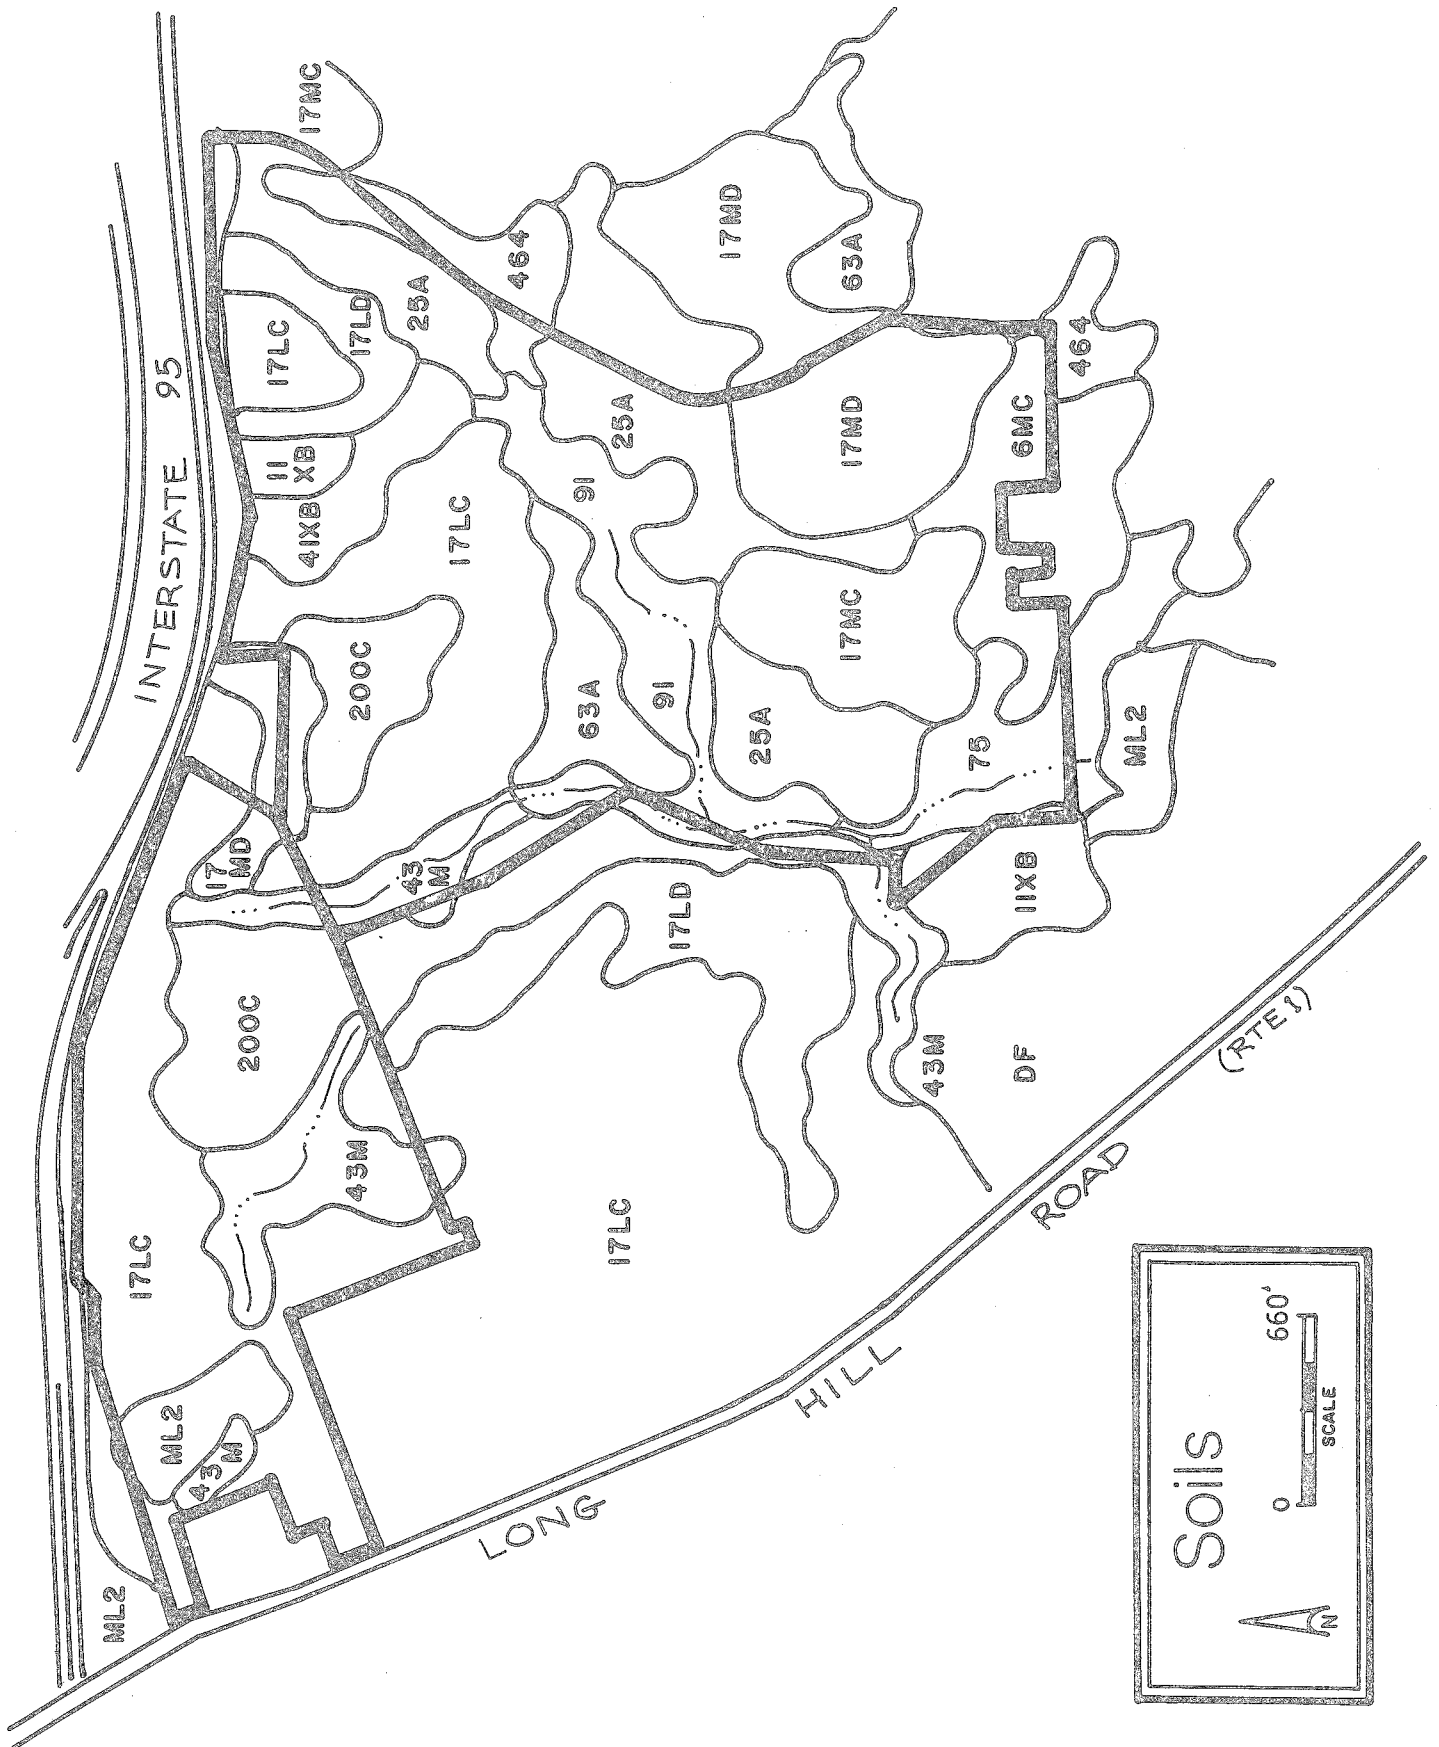 INTERSTATE 95
17MC
464
17MD
63A
25A
17LD
17LC
11
XB
41XB
17LC
200C
25A
91
17MD
464
6MC
63A
91
17MC
25A
75
ML2
17
MD
43
M
17LD
11XB
200C
43M
43M
DF
17LC
17LC
ML2
43
M
ML2
LONG HILL ROAD
(RTE 1)
Soils
0 660'
SCALE
N